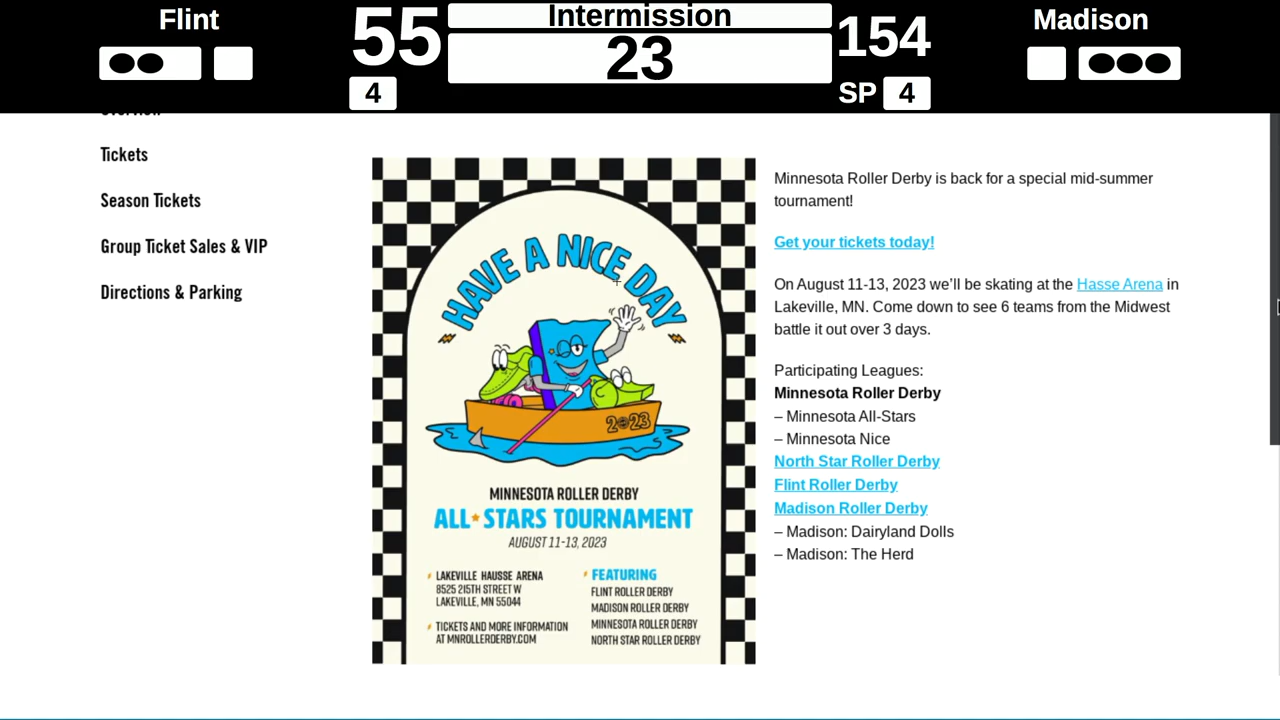 Flint
55
4
Intermission
23
Madison
154
SP 4
Overview
Tickets
Season Tickets
Group Ticket Sales & VIP
Directions & Parking
HAVE A NICE DAY
2023
MINNESOTA ROLLER DERBY
ALL STARS TOURNAMENT
AUGUST 11-13, 2023
LAKEVILLE HAUSSE ARENA
8525 215TH STREET W
LAKEVILLE, MN 55044
TICKETS AND MORE INFORMATION
AT MNROLLERDERBY.COM
FEATURING
FLINT ROLLER DERBY
MADISON ROLLER DERBY
MINNESOTA ROLLER DERBY
NORTH STAR ROLLER DERBY
Minnesota Roller Derby is back for a special mid-summer
tournament!
Get your tickets today!
On August 11-13, 2023 we’ll be skating at the Hasse Arena in
Lakeville, MN. Come down to see 6 teams from the Midwest
battle it out over 3 days.
Participating Leagues:
Minnesota Roller Derby
– Minnesota All-Stars
– Minnesota Nice
North Star Roller Derby
Flint Roller Derby
Madison Roller Derby
– Madison: Dairyland Dolls
– Madison: The Herd